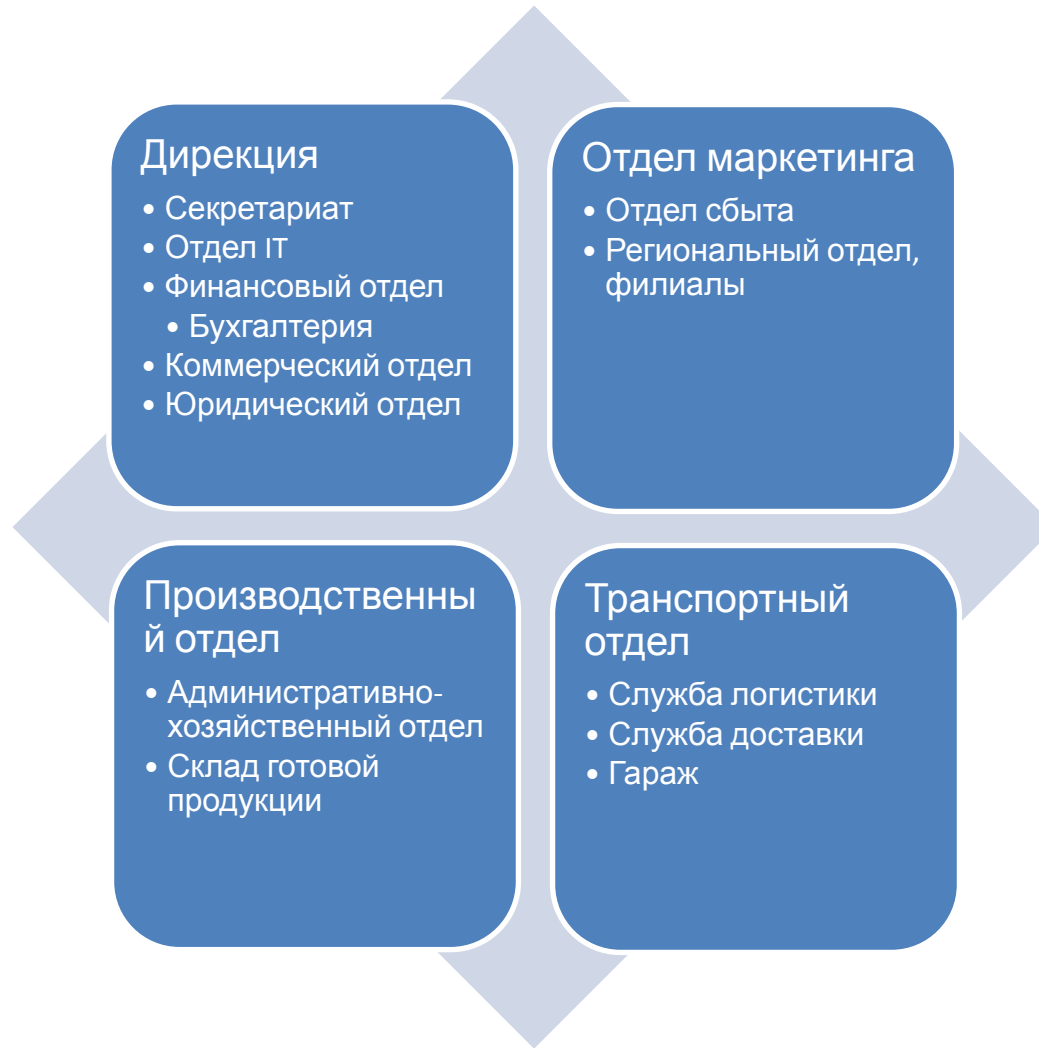 Дирекция
• Секретариат
• Отдел IT
• Финансовый отдел
• Бухгалтерия
• Коммерческий отдел
• Юридический отдел
Отдел маркетинга
• Отдел сбыта
• Региональный отдел,
филиалы
Производственны
й отдел
• Административно-
хозяйственный отдел
• Склад готовой
продукции
Транспортный
отдел
• Служба логистики
• Служба доставки
• Гараж